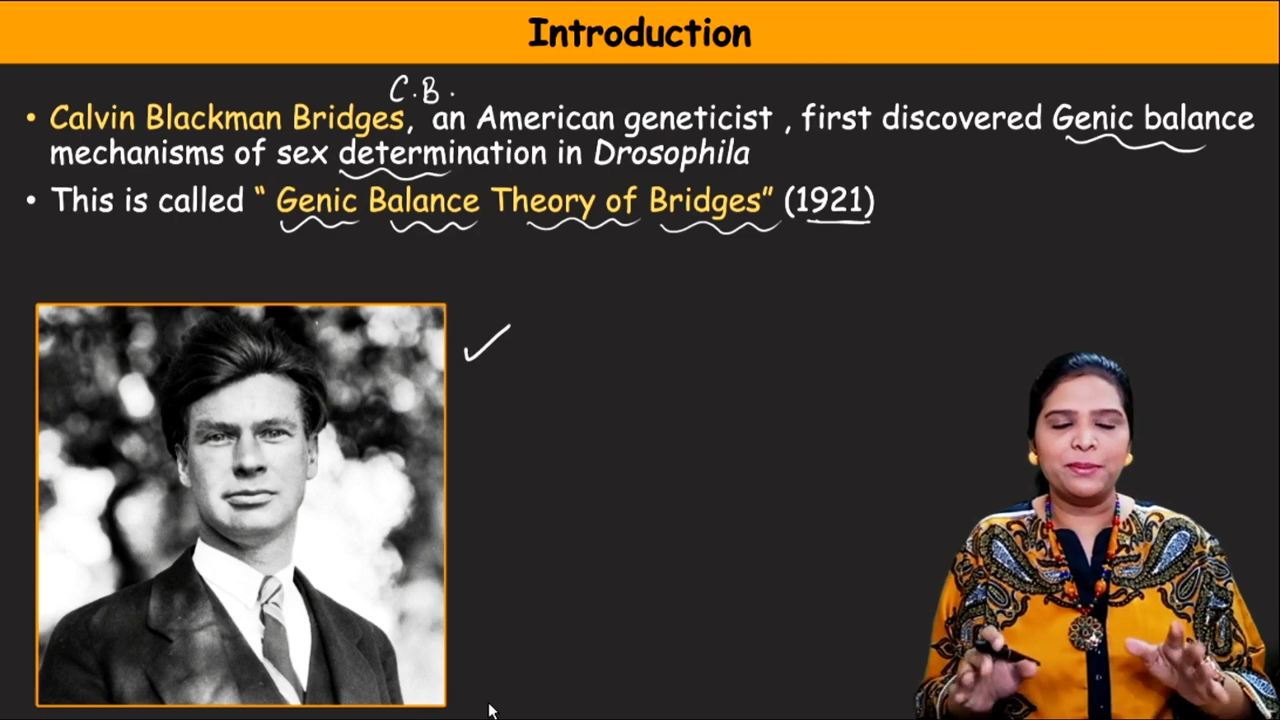 Introduction
C.B.
• Calvin Blackman Bridges, an American geneticist , first discovered Genic balance
mechanisms of sex determination in Drosophila
• This is called “ Genic Balance Theory of Bridges” (1921)